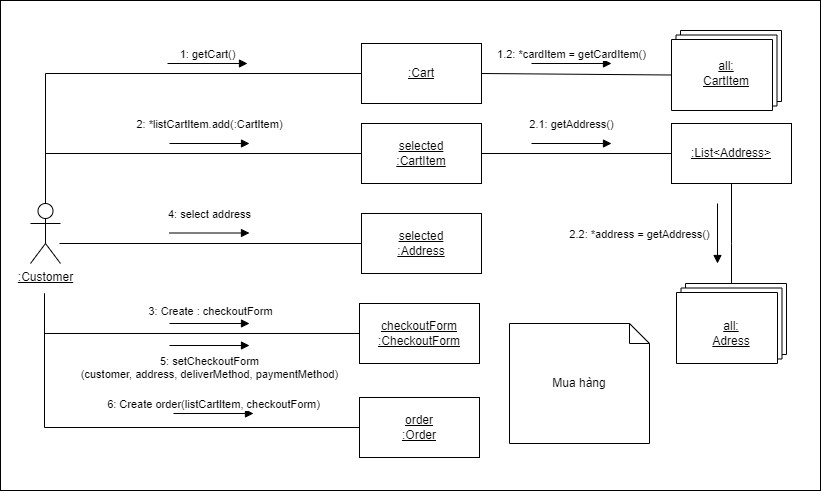 1: getCart()
:Cart
1.2: *cardItem = getCardItem()
all:
CartItem
2: *listCartItem.add(:CartItem)
selected
:CartItem
2.1: getAddress()
:List<Address>
:Customer
4: select address
selected
:Address
2.2: *address = getAddress()
all:
Adress
3: Create : checkoutForm
checkoutForm
:CheckoutForm
5: setCheckoutForm
(customer, address, deliverMethod, paymentMethod)
Mua hàng
6: Create order(listCartItem, checkoutForm)
order
:Order